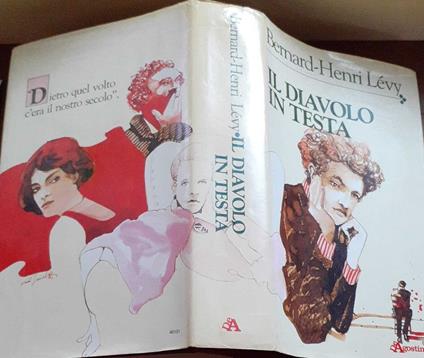 Dietro quel volto
c'era il nostro secolo".
Bernard-Henri Lévy • IL DIAVOLO
IN TESTA
Bernard-Henri Lévy
IL DIAVOLO
IN TESTA
Agostin